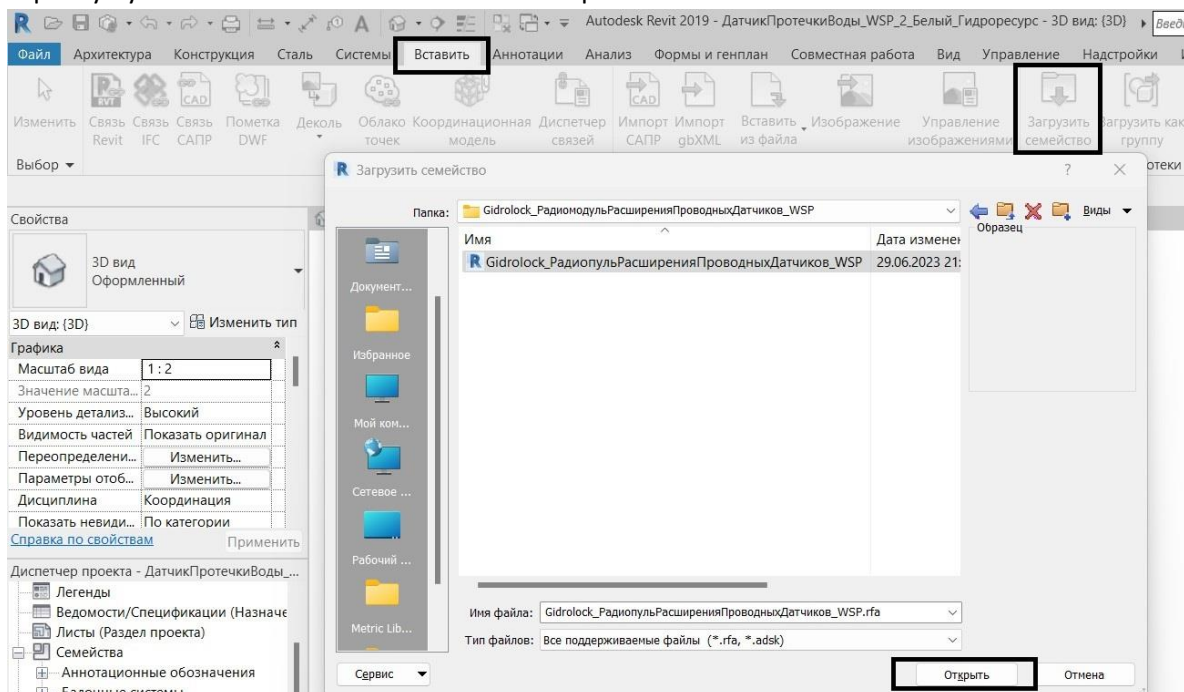 Autodesk Revit 2019 - ДатчикПротечкиВоды_WSP_2_Белый_Гидроресурс - 3D вид: {3D}
Файл Архитектура Конструкция Сталь Системы Вставить Аннотации Анализ Формы и генплан Совместная работа Вид Управление Надстройки
Изменить Связь Связь Связь Пометка Деколь Облако Координационная Диспетчер Импорт Импорт Вставить Изображение Управление Загрузить Загрузить как
Revit IFC САПР DWF точек модель связей САПР gbXML из файла изображениями семейство группу
Выбор
Загрузить семейство
Свойства
3D вид
Оформленный
3D вид: {3D} Изменить тип
Графика
Масштаб вида 1 : 2
Значение масшта... 2
Уровень детализ... Высокий
Видимость частей Показать оригинал
Переопределени... Изменить...
Параметры отоб... Изменить...
Дисциплина Координация
Показать невиди... По категории
Справка по свойствам Применить
Диспетчер проекта - ДатчикПротечкиВоды_...
Легенды
Ведомости/Спецификации (Назначе
Листы (Раздел проекта)
Семейства
Аннотационные обозначения
Папка: Gidrolock_РадиомодульРасширенияПроводныхДатчиков_WSP Виды
Имя Дата изменен Образец
Gidrolock_РадиопульРасширенияПроводныхДатчиков_WSP 29.06.2023 21:
Документ...
Избранное
Мой ком...
Сетевое ...
Рабочий ...
Metric Lib...
Имя файла: Gidrolock_РадиопульРасширенияПроводныхДатчиков_WSP.rfa
Тип файлов: Все поддерживаемые файлы (*.rfa, *.adsk)
Сервис Открыть Отмена